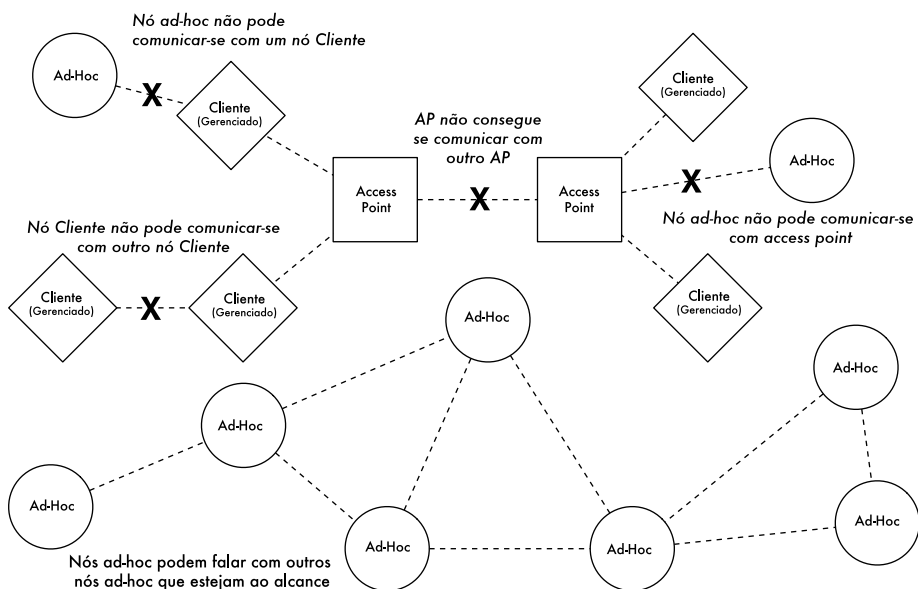 Nó ad-hoc não pode
comunicar-se com um nó Cliente
Ad-Hoc
X
Cliente
(Gerenciado)
Cliente
(Gerenciado)
AP não consegue
se comunicar com
outro AP
Access
Point
X
Access
Point
X
Ad-Hoc
Nó ad-hoc não pode comunicar-se
com access point
Nó Cliente não pode comunicar-se
com outro nó Cliente
Cliente
(Gerenciado)
X
Cliente
(Gerenciado)
Cliente
(Gerenciado)
Ad-Hoc
Ad-Hoc
Ad-Hoc
Ad-Hoc
Ad-Hoc
Ad-Hoc
Ad-Hoc
Nós ad-hoc podem falar com outros
nós ad-hoc que estejam ao alcance